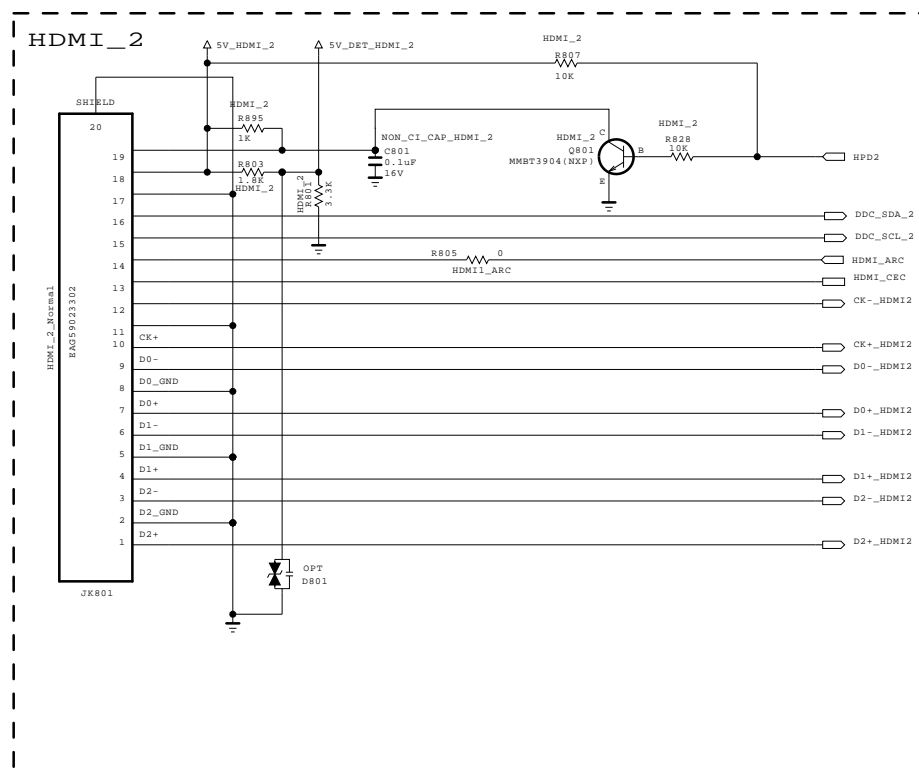 HDMI_2
5V_HDMI_2
5V_DET_HDMI_2
HDMI_2
R807
10K
SHIELD
20
HDMI_2
R895
1K
NON_CI_CAP_HDMI_2
C801
0.1uF
16V
HDMI_2
Q801
MMBT3904(NXP)
C
B
E
HDMI_2
R828
10K
HPD2
R803
1.8K
HDMI_2
HDMI_2
R801
3.3K
19
18
17
16
DDC_SDA_2
15
DDC_SCL_2
14
R805
0
HDMI1_ARC
HDMI_ARC
13
HDMI_CEC
12
CK-_HDMI2
11
10
CK+
CK+_HDMI2
9
D0-
D0-_HDMI2
8
D0_GND
7
D0+
D0+_HDMI2
6
D1-
D1-_HDMI2
5
D1_GND
4
D1+
D1+_HDMI2
3
D2-
D2-_HDMI2
2
D2_GND
1
D2+
D2+_HDMI2
HDMI_2_Normal
EAG59023302
JK801
OPT
D801